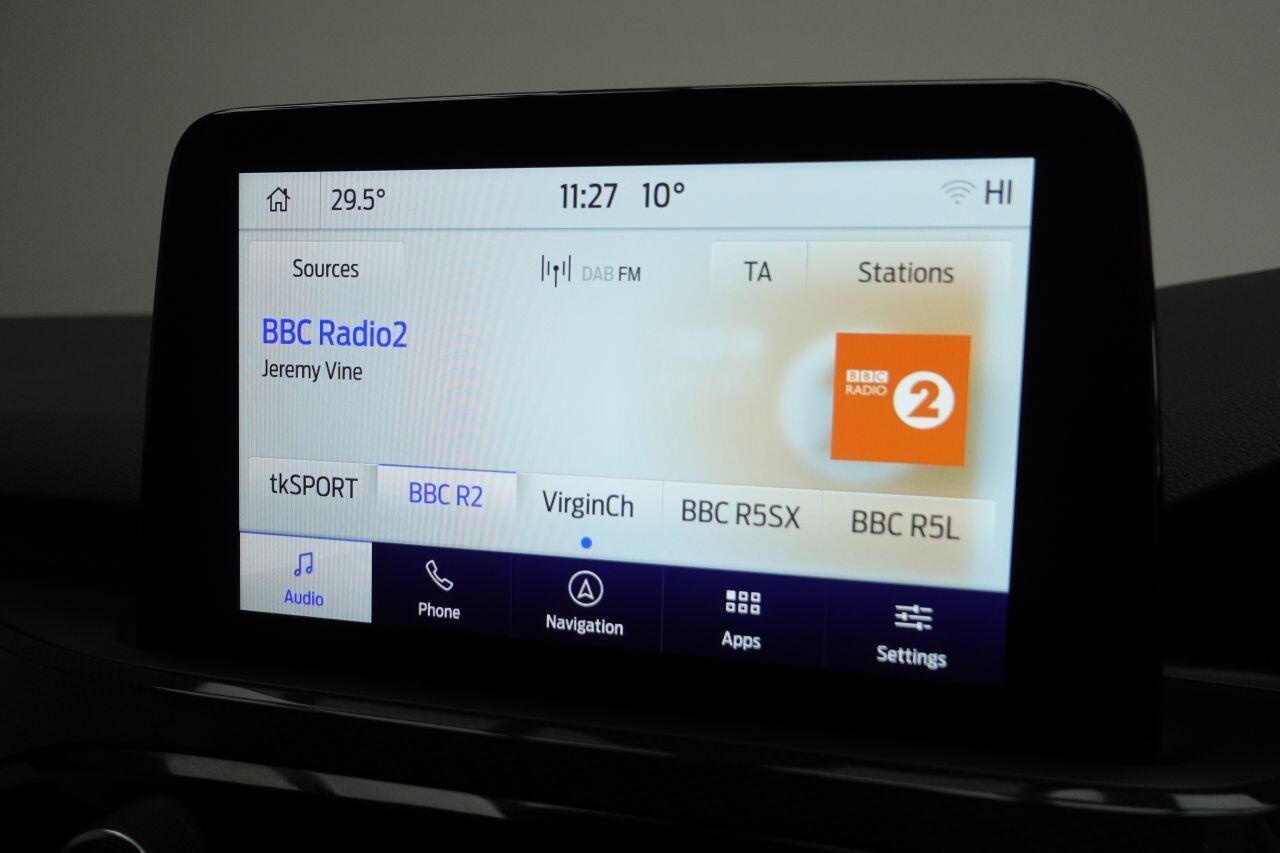 29.5° 11:27 10° HI
Sources DAB FM TA Stations
BBC Radio2
Jeremy Vine
BBC
RADIO 2
tkSPORT BBC R2 VirginCh BBC R5SX BBC R5L
Audio Phone Navigation Apps Settings